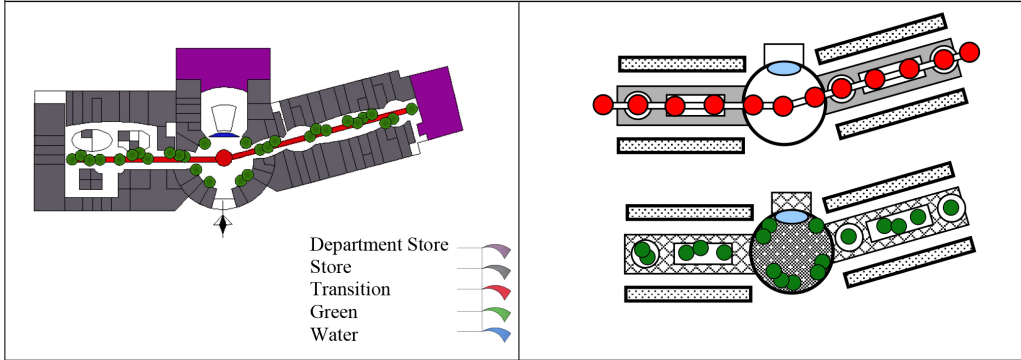 Department Store
Store
Transition
Green
Water